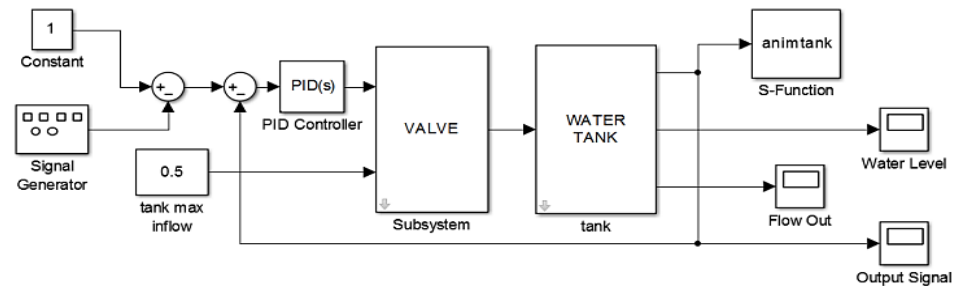 1
Constant
Signal
Generator
+
−
+
−
PID(s)
PID Controller
0.5
tank max
inflow
VALVE
Subsystem
WATER
TANK
tank
animtank
S-Function
Water Level
Flow Out
Output Signal